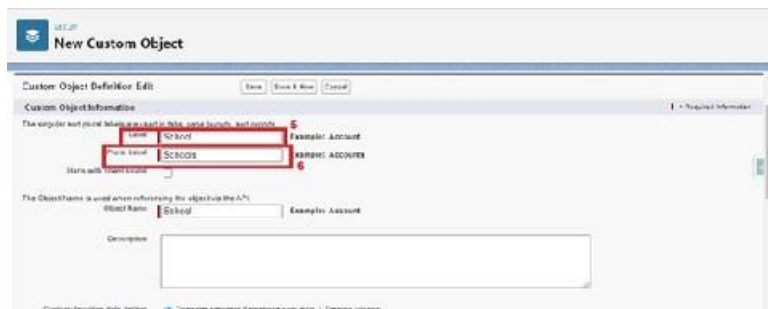 SETUP
New Custom Object
Custom Object Definition Edit
Save Save & New Cancel
Custom Object Information
= Required Information
The singular and plural labels are used in tabs, page layouts, and reports.
5
Label School Example: Account
Plural Label Schools Example: Accounts
6
Starts with vowel sound
The Object Name is used when referencing the object via the API.
Object Name School Example: Account
Description